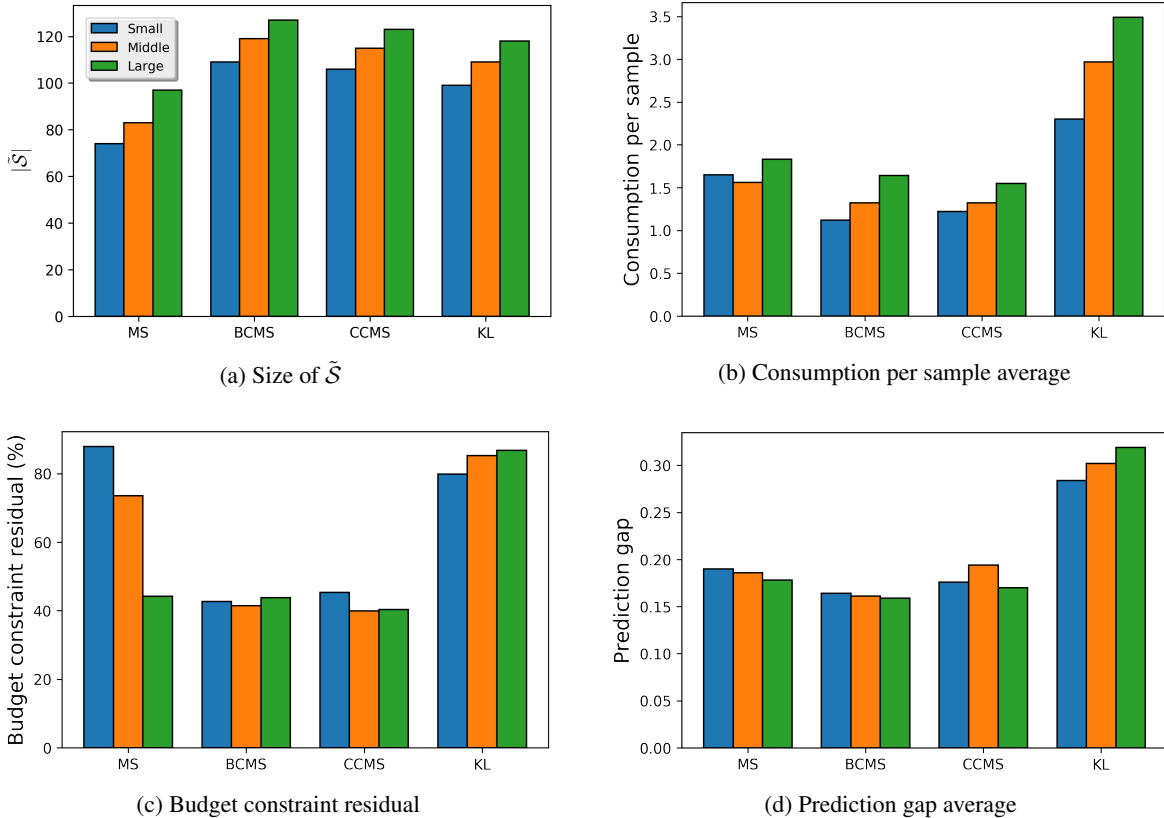 |S̃|
120
100
80
60
40
20
0
Small
Middle
Large
MS BCMS CCMS KL
(a) Size of S̃
Consumption per sample
3.5
3.0
2.5
2.0
1.5
1.0
0.5
0.0
MS BCMS CCMS KL
(b) Consumption per sample average
Budget constraint residual (%)
80
60
40
20
0
MS BCMS CCMS KL
(c) Budget constraint residual
Prediction gap
0.30
0.25
0.20
0.15
0.10
0.05
0.00
MS BCMS CCMS KL
(d) Prediction gap average